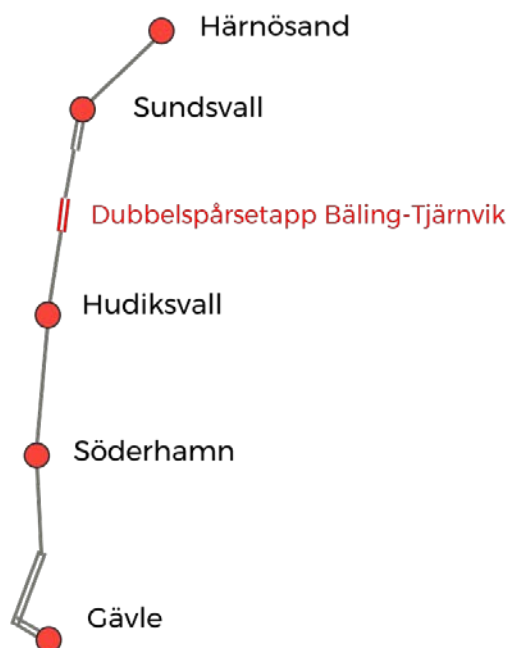 Härnösand
Sundsvall
Dubbelspårsetapp Bäling-Tjärnvik
Hudiksvall
Söderhamn
Gävle